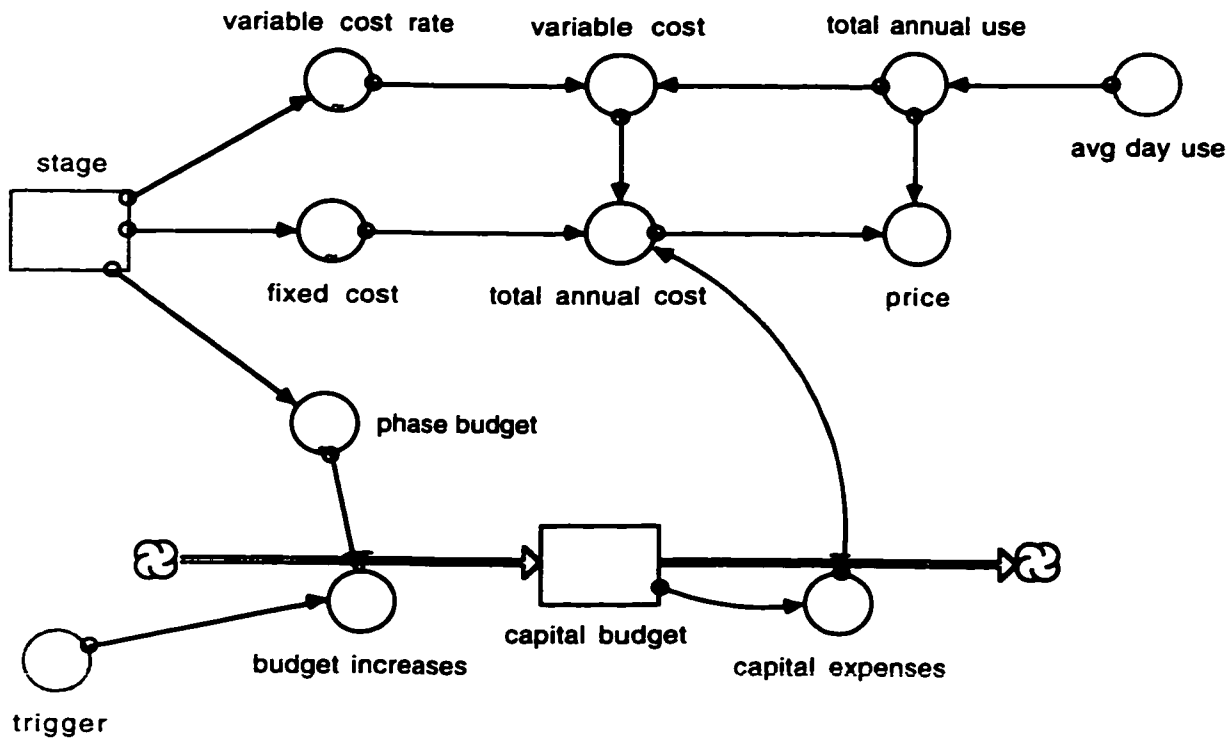 variable cost rate
variable cost
total annual use
avg day use
stage
fixed cost
total annual cost
price
phase budget
capital budget
budget increases
capital expenses
trigger